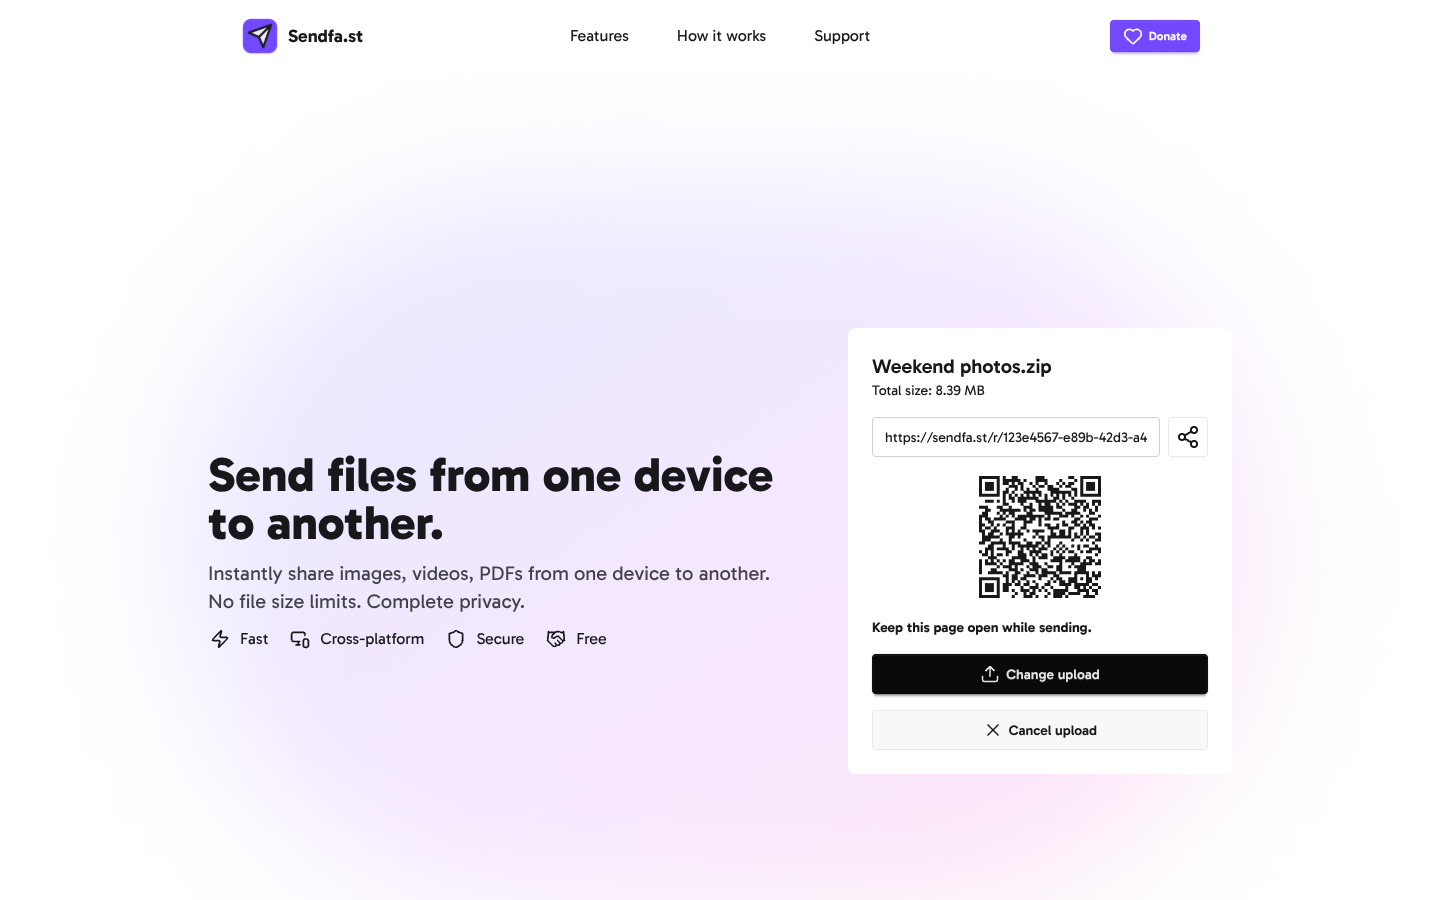 Sendfa.st
Features
How it works
Support
Donate
Send files from one device
to another.
Instantly share images, videos, PDFs from one device to another.
No file size limits. Complete privacy.
Fast
Cross-platform
Secure
Free
Weekend photos.zip
Total size: 8.39 MB
https://sendfa.st/r/123e4567-e89b-42d3-a4
Keep this page open while sending.
Change upload
Cancel upload